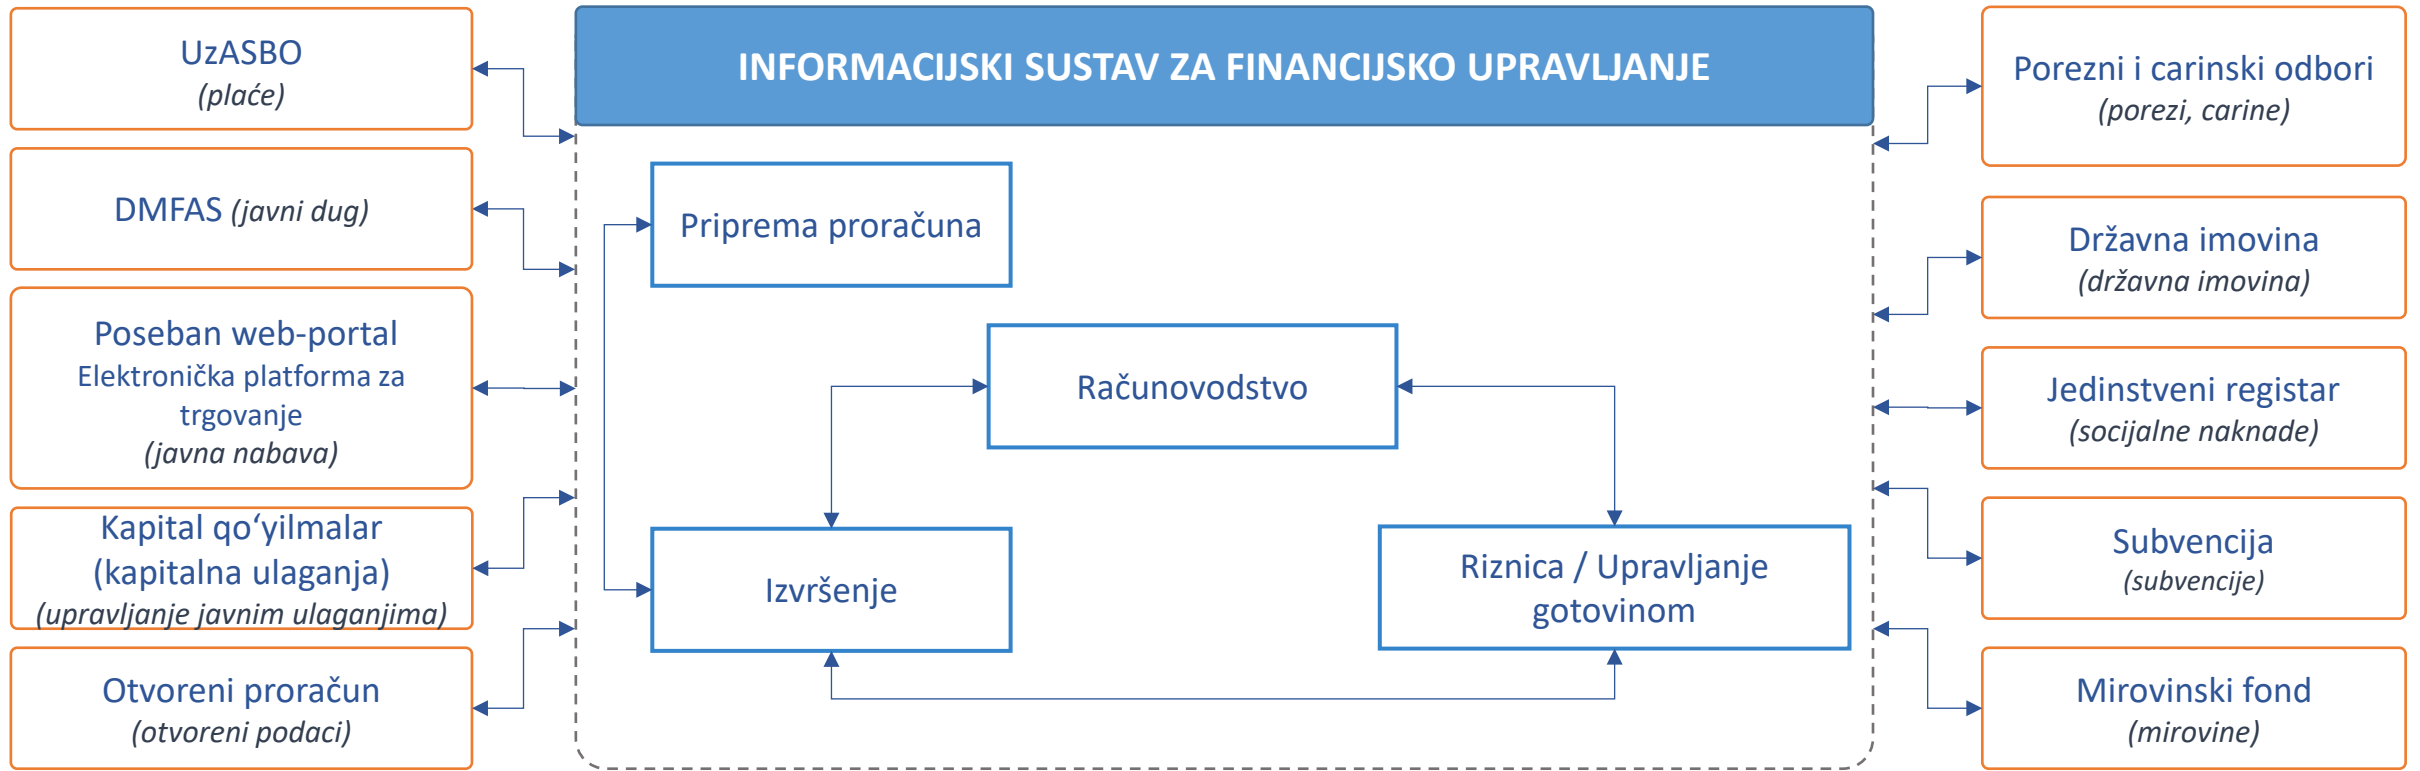 UzASBO
(plaće)
DMFAS (javni dug)
Poseban web-portal
Elektronička platforma za
trgovanje
(javna nabava)
Kapital qo‘yilmalar
(kapitalna ulaganja)
(upravljanje javnim ulaganjima)
Otvoreni proračun
(otvoreni podaci)
INFORMACIJSKI SUSTAV ZA FINANCIJSKO UPRAVLJANJE
Priprema proračuna
Računovodstvo
Izvršenje
Riznica / Upravljanje
gotovinom
Porezni i carinski odbori
(porezi, carine)
Državna imovina
(državna imovina)
Jedinstveni registar
(socijalne naknade)
Subvencija
(subvencije)
Mirovinski fond
(mirovine)